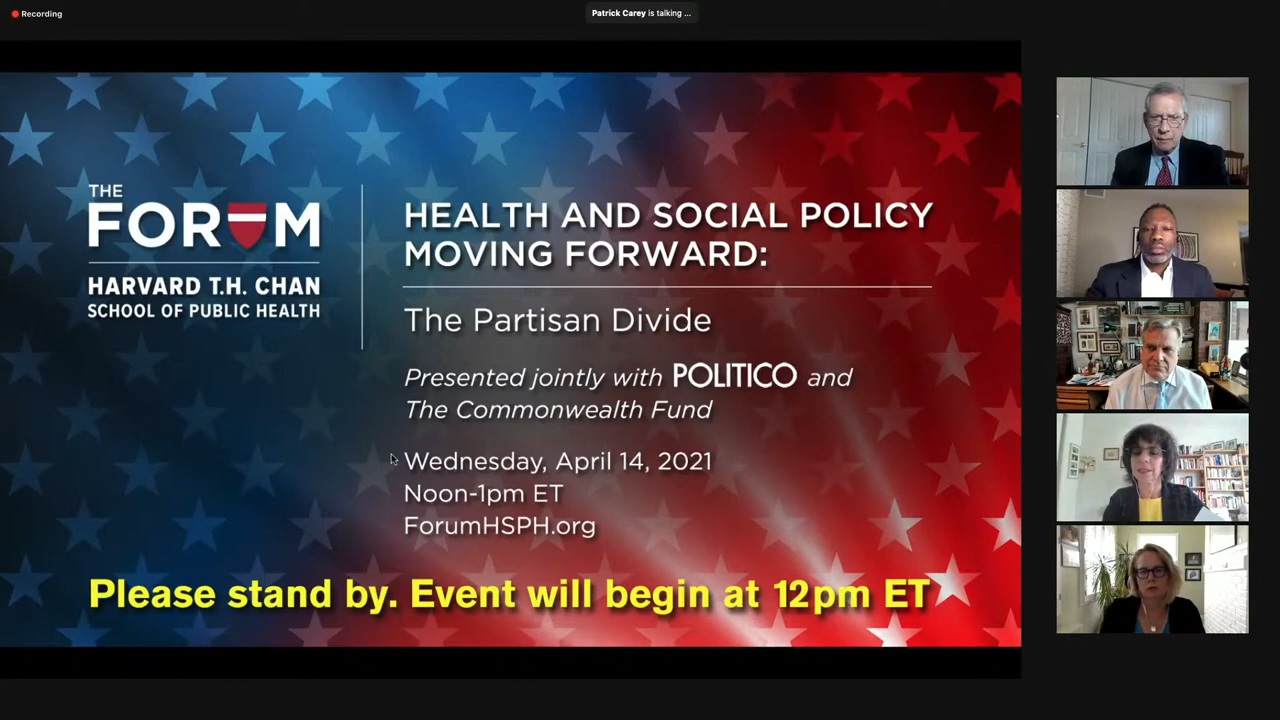 Recording
Patrick Carey is talking ...
THE
FORUM
HARVARD T.H. CHAN
SCHOOL OF PUBLIC HEALTH
HEALTH AND SOCIAL POLICY
MOVING FORWARD:
The Partisan Divide
Presented jointly with POLITICO and
The Commonwealth Fund
Wednesday, April 14, 2021
Noon-1pm ET
ForumHSPH.org
Please stand by. Event will begin at 12pm ET